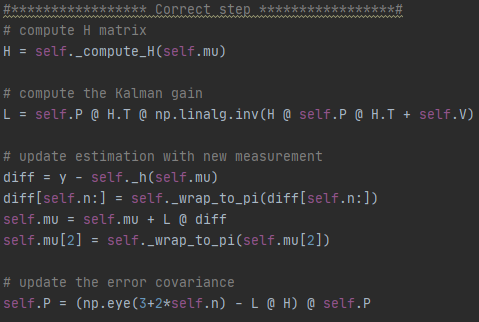 #***************** Correct step *****************#
# compute H matrix
H = self._compute_H(self.mu)
# compute the Kalman gain
L = self.P @ H.T @ np.linalg.inv(H @ self.P @ H.T + self.V)
# update estimation with new measurement
diff = y - self._h(self.mu)
diff[self.n:] = self._wrap_to_pi(diff[self.n:])
self.mu = self.mu + L @ diff
self.mu[2] = self._wrap_to_pi(self.mu[2])
# update the error covariance
self.P = (np.eye(3+2*self.n) - L @ H) @ self.P